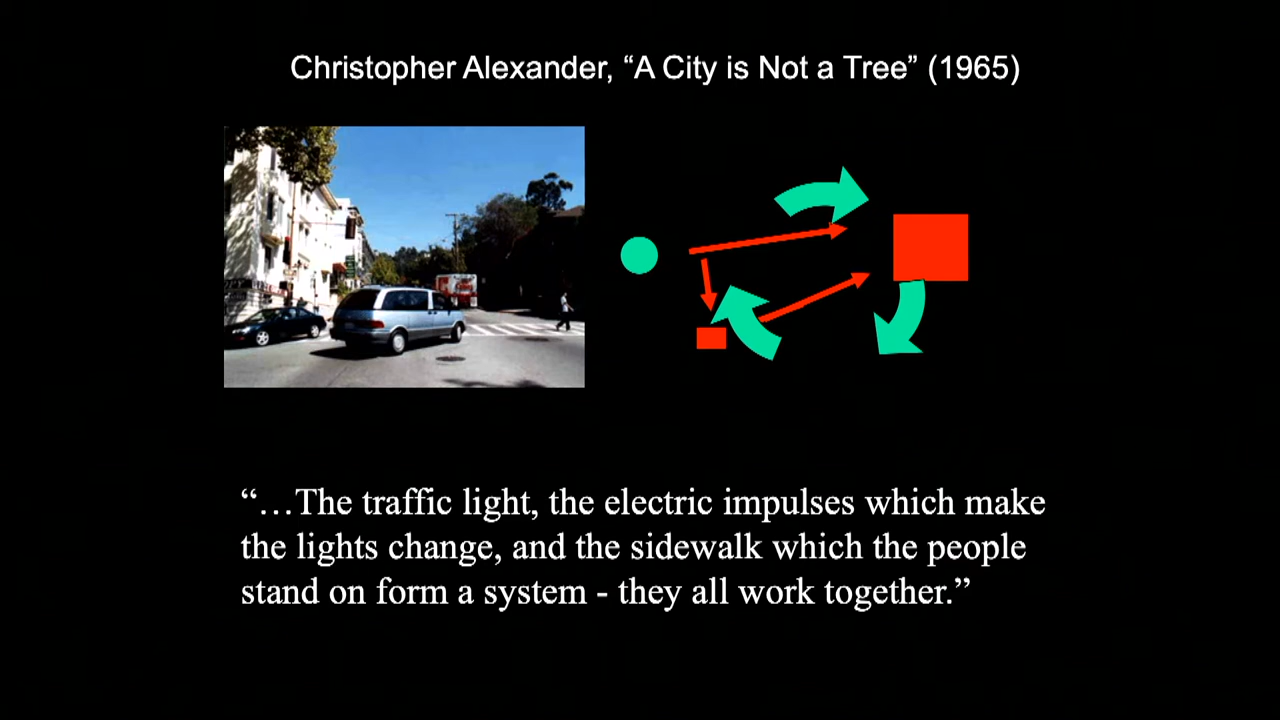 Christopher Alexander, “A City is Not a Tree” (1965)
“…The traffic light, the electric impulses which make
the lights change, and the sidewalk which the people
stand on form a system - they all work together.”